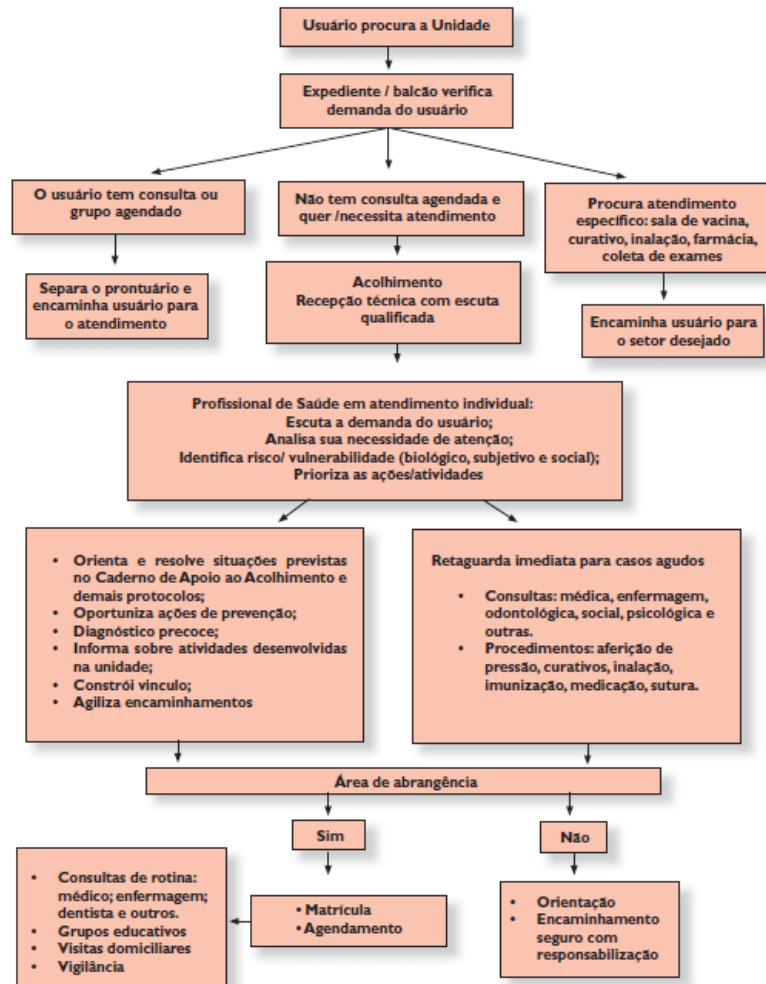 Usuário procura a Unidade
Expediente / balcão verifica
demanda do usuário
O usuário tem consulta ou
grupo agendado
Não tem consulta agendada e
quer /necessita atendimento
Procura atendimento
específico: sala de vacina,
curativo, inalação, farmácia,
coleta de exames
Separa o prontuário e
encaminha usuário para
o atendimento
Acolhimento
Recepção técnica com escuta
qualificada
Encaminha usuário para
o setor desejado
Profissional de Saúde em atendimento individual:
Escuta a demanda do usuário;
Analisa sua necessidade de atenção;
Identifica risco/ vulnerabilidade (biológico, subjetivo e social);
Prioriza as ações/atividades
• Orienta e resolve situações previstas
no Caderno de Apoio ao Acolhimento e
demais protocolos;
• Oportuniza ações de prevenção;
• Diagnóstico precoce;
• Informa sobre atividades desenvolvidas
na unidade;
• Constrói vinculo;
• Agiliza encaminhamentos
Retaguarda imediata para casos agudos
• Consultas: médica, enfermagem,
odontológica, social, psicológica e
outras.
• Procedimentos: aferição de
pressão, curativos, inalação,
imunização, medicação, sutura.
Área de abrangência
Sim
Não
• Consultas de rotina:
médico; enfermagem;
dentista e outros.
• Grupos educativos
• Visitas domiciliares
• Vigilância
• Matrícula
• Agendamento
• Orientação
• Encaminhamento
seguro com
responsabilização